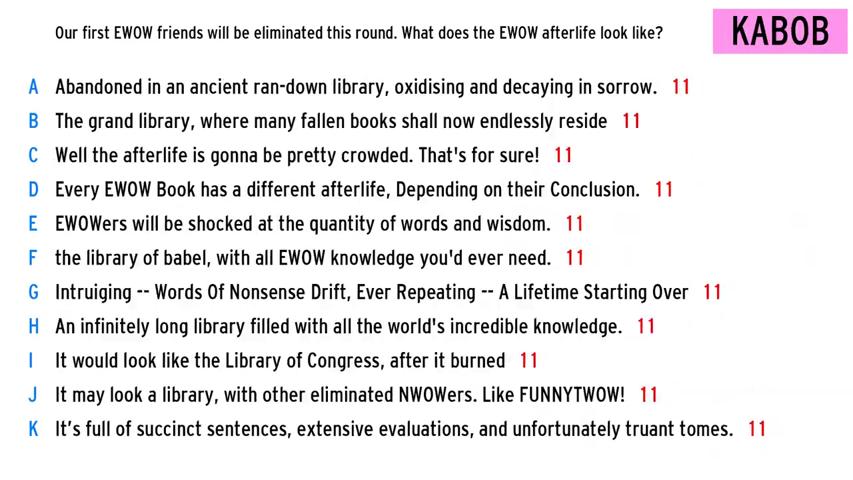 Our first EWOW friends will be eliminated this round. What does the EWOW afterlife look like?
KABOB
A Abandoned in an ancient ran-down library, oxidising and decaying in sorrow. 11
B The grand library, where many fallen books shall now endlessly reside 11
C Well the afterlife is gonna be pretty crowded. That's for sure! 11
D Every EWOW Book has a different afterlife, Depending on their Conclusion. 11
E EWOWers will be shocked at the quantity of words and wisdom. 11
F the library of babel, with all EWOW knowledge you'd ever need. 11
G Intruiging -- Words Of Nonsense Drift, Ever Repeating -- A Lifetime Starting Over 11
H An infinitely long library filled with all the world's incredible knowledge. 11
I It would look like the Library of Congress, after it burned 11
J It may look a library, with other eliminated NWOWers. Like FUNNYTWOW! 11
K It’s full of succinct sentences, extensive evaluations, and unfortunately truant tomes. 11